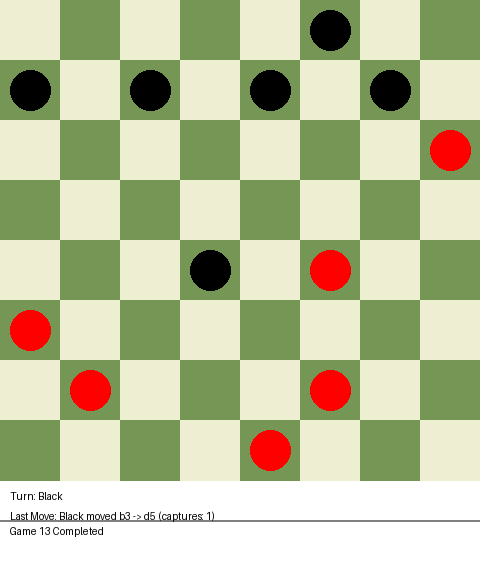 Turn: Black
Last Move: Black moved b3 -> d5 (captures: 1)
Game 13 Completed